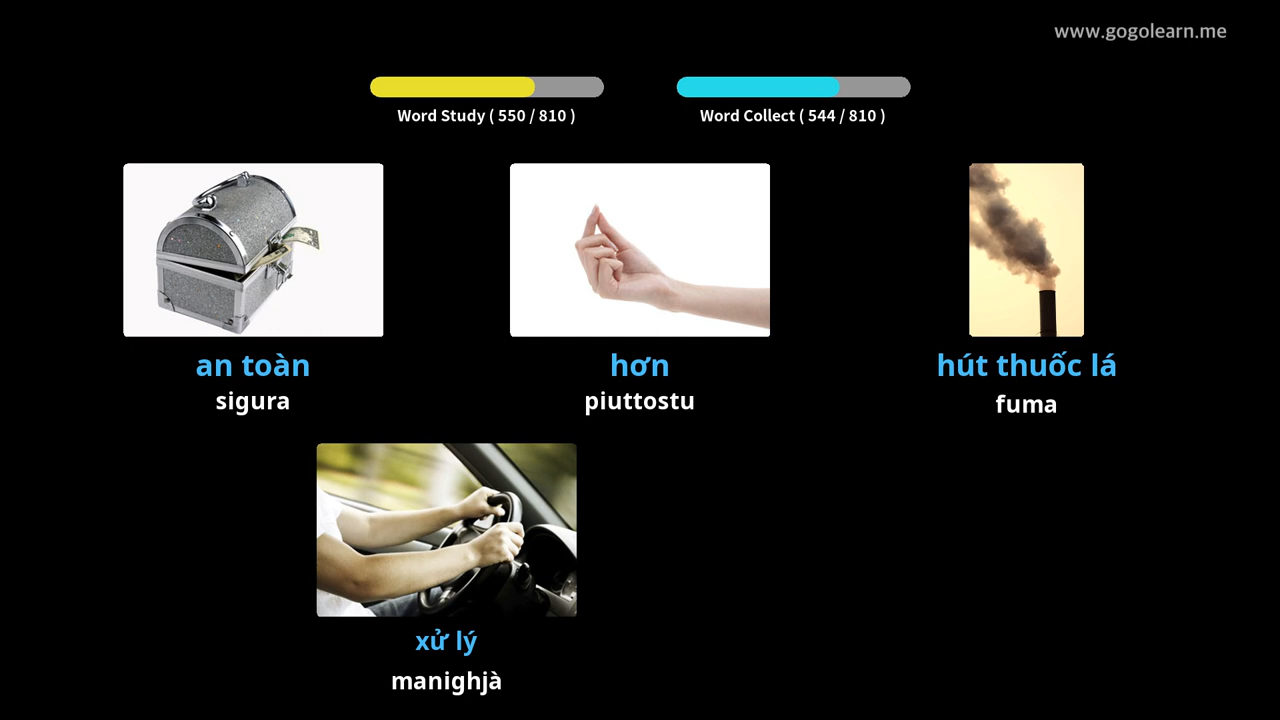 www.gogolearn.me
Word Study ( 550 / 810 )
Word Collect ( 544 / 810 )
an toàn
sigura
hơn
piuttostu
hút thuốc lá
fuma
xử lý
manighjà